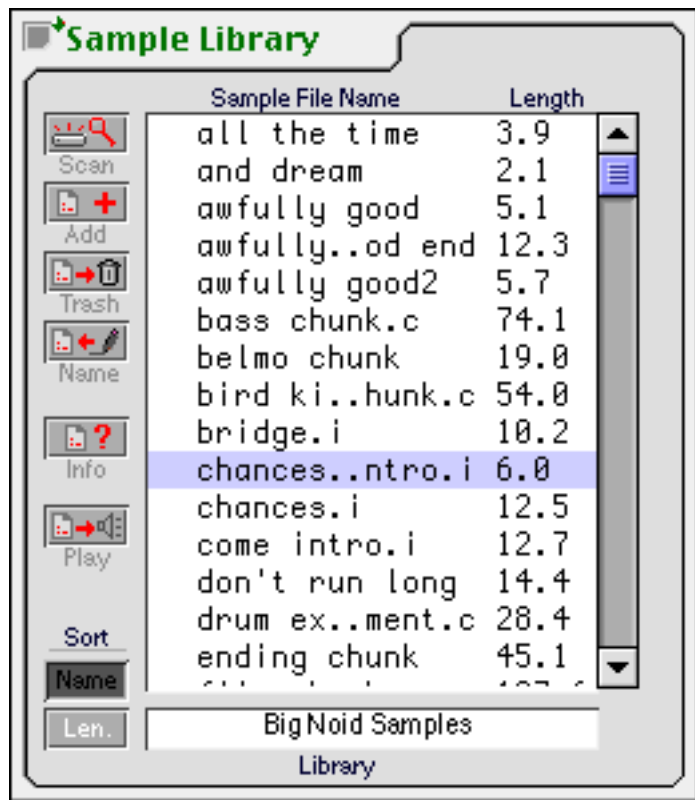 Sample Library
Sample File Name Length
all the time 3.9
and dream 2.1
awfully good 5.1
awfully..od end 12.3
awfully good2 5.7
bass chunk.c 74.1
belmo chunk 19.0
bird ki..hunk.c 54.0
bridge.i 10.2
chances..ntro.i 6.0
chances.i 12.5
come intro.i 12.7
don't run long 14.4
drum ex..ment.c 28.4
ending chunk 45.1
Scan
Add
Trash
Name
Info
Play
Sort
Name
Len.
Big Noid Samples
Library